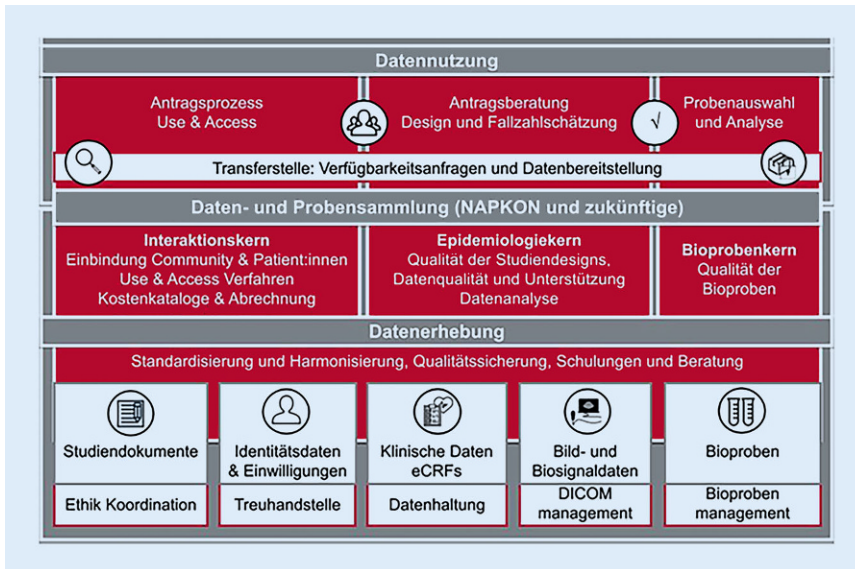 Datennutzung
Antragsprozess
Use & Access
Antragsberatung
Design und Fallzahlschätzung
√
Probenauswahl
und Analyse
Transferstelle: Verfügbarkeitsanfragen und Datenbereitstellung
Daten- und Probensammlung (NAPKON und zukünftige)
Interaktionskern
Einbindung Community & Patient:innen
Use & Access Verfahren
Kostenkataloge & Abrechnung
Epidemiologiekern
Qualität der Studiendesigns,
Datenqualität und Unterstützung
Datenanalyse
Bioprobenkern
Qualität der
Bioproben
Datenerhebung
Standardisierung und Harmonisierung, Qualitätssicherung, Schulungen und Beratung
Studiendokumente
Ethik Koordination
Identitätsdaten
& Einwilligungen
Treuhandstelle
Klinische Daten
eCRFs
Datenhaltung
Bild- und
Biosignaldaten
DICOM
management
Bioproben
Bioproben
management